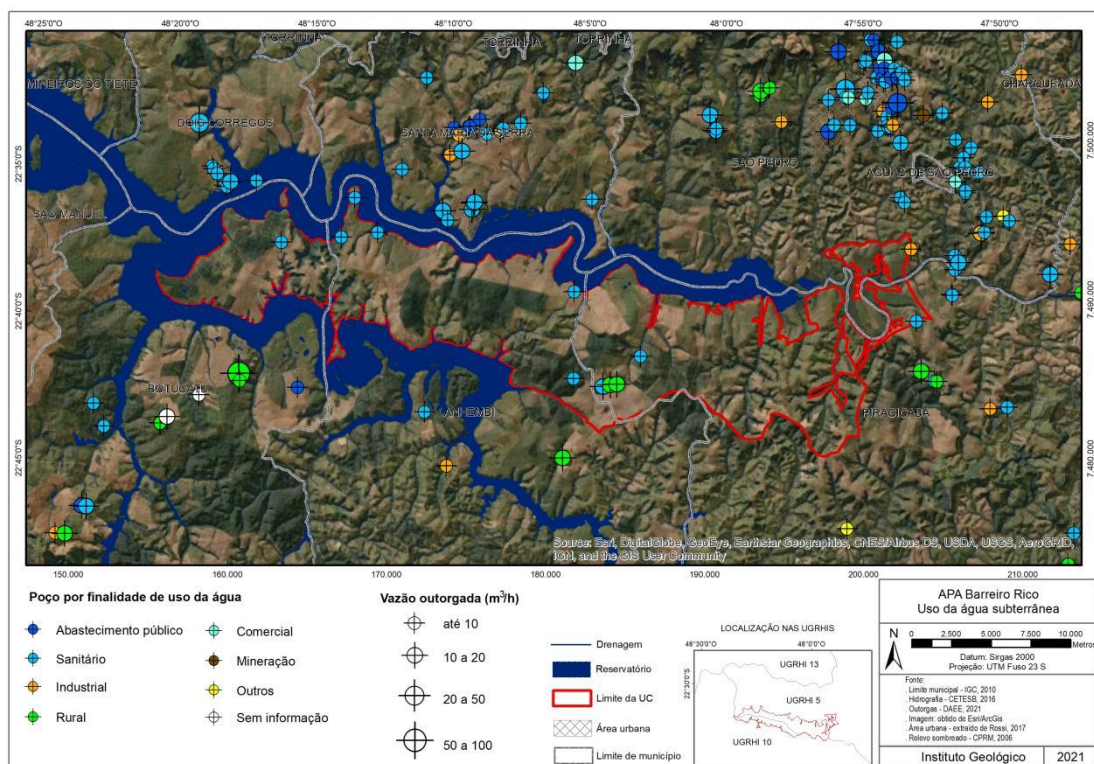 48°25'0"O
48°20'0"O
48°15'0"O
48°10'0"O
48°5'0"O
48°0'0"O
47°55'0"O
47°50'0"O
TORRINHA
TORRINHA
TORRINHA
MINEIROS DO TIETE
CHARQUEADA
DOIS CORREGOS
SANTA MARIA DA SERRA
7.500.000
22°35'0"S
SAO PEDRO
AGUAS DE SAO PEDRO
SAO MANUEL
22°40'0"S
7.490.000
BOTUCATU
ANHEMBI
PIRACICABA
22°45'0"S
7.480.000
Source: Esri, DigitalGlobe, GeoEye, Earthstar Geographics, CNES/Airbus DS, USDA, USGS, AeroGRID,
IGN, and the GIS User Community
150.000
160.000
170.000
180.000
190.000
200.000
210.000
Poço por finalidade de uso da água
Abastecimento público
Sanitário
Industrial
Rural
Comercial
Mineração
Outros
Sem informação
Vazão outorgada (m³/h)
até 10
10 a 20
20 a 50
50 a 100
Drenagem
Reservatório
Limite da UC
Área urbana
Limite de município
LOCALIZAÇÃO NAS UGRHIS
48°30'0"O
48°0'0"O
22°30'0"S
UGRHI 13
UGRHI 5
UGRHI 10
APA Barreiro Rico
Uso da água subterrânea
N
0 2.500 5.000 7.500 10.000
Metros
Datum: Sirgas 2000
Projeção: UTM Fuso 23 S
Fonte:
. Limite municipal - IGC, 2010
. Hidrografia - CETESB, 2016
. Outorgas - DAEE, 2021
. Imagem: obtido de Esri/ArcGis
. Área urbana - extraído de Rossi, 2017
. Relevo sombreado - CPRM, 2006
Instituto Geológico
2021